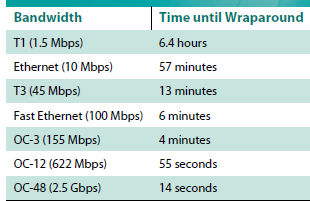 Bandwidth Time until Wraparound
T1 (1.5 Mbps) 6.4 hours
Ethernet (10 Mbps) 57 minutes
T3 (45 Mbps) 13 minutes
Fast Ethernet (100 Mbps) 6 minutes
OC-3 (155 Mbps) 4 minutes
OC-12 (622 Mbps) 55 seconds
OC-48 (2.5 Gbps) 14 seconds